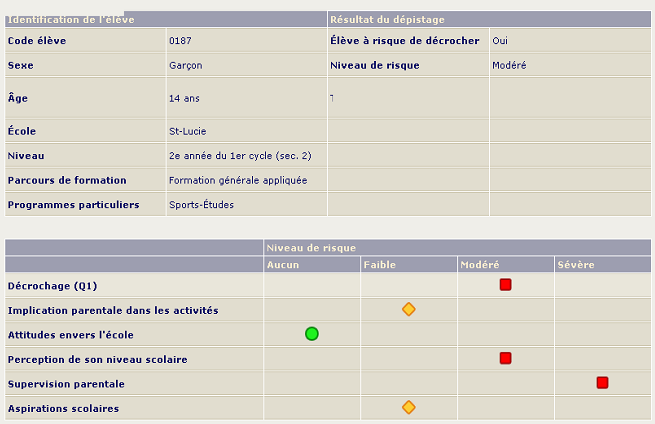 Identification de l'élève Résultat du dépistage
Code élève 0187 Élève à risque de décrocher Oui
Sexe Garçon Niveau de risque Modéré
Âge 14 ans
École St-Lucie
Niveau 2e année du 1er cycle (sec. 2)
Parcours de formation Formation générale appliquée
Programmes particuliers Sports-Études
Niveau de risque
Aucun Faible Modéré Sévère
Décrochage (Q1)
Implication parentale dans les activités
Attitudes envers l'école
Perception de son niveau scolaire
Supervision parentale
Aspirations scolaires